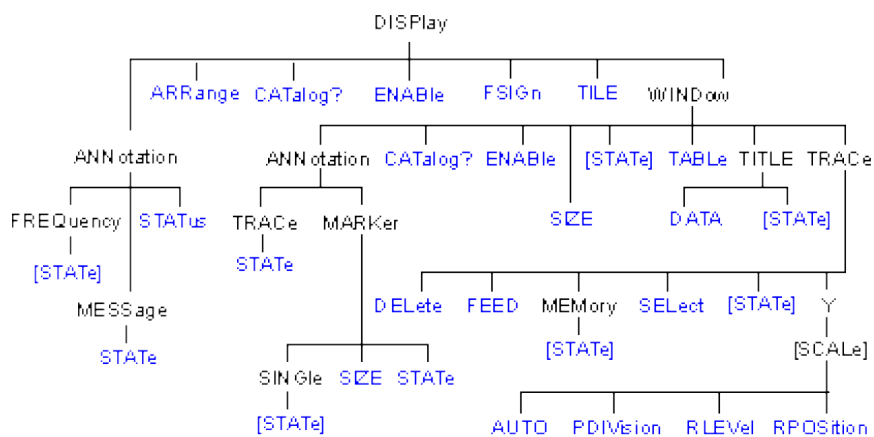 DISPlay
ARRange CATalog? ENABle FSIGn TILE WINDow
ANNotation ANNotation CATalog? ENABle [STATe] TABLe TITLE TRACe
FREQuency STATus TRACe MARKer SIZE DATA [STATe]
[STATe] STATe
MESSage DELete FEED MEMory SELect [STATe] Y
STATe [STATe] [SCALe]
SINGle SIZE STATe
[STATe] AUTO PDIVision RLEVel RPOSition